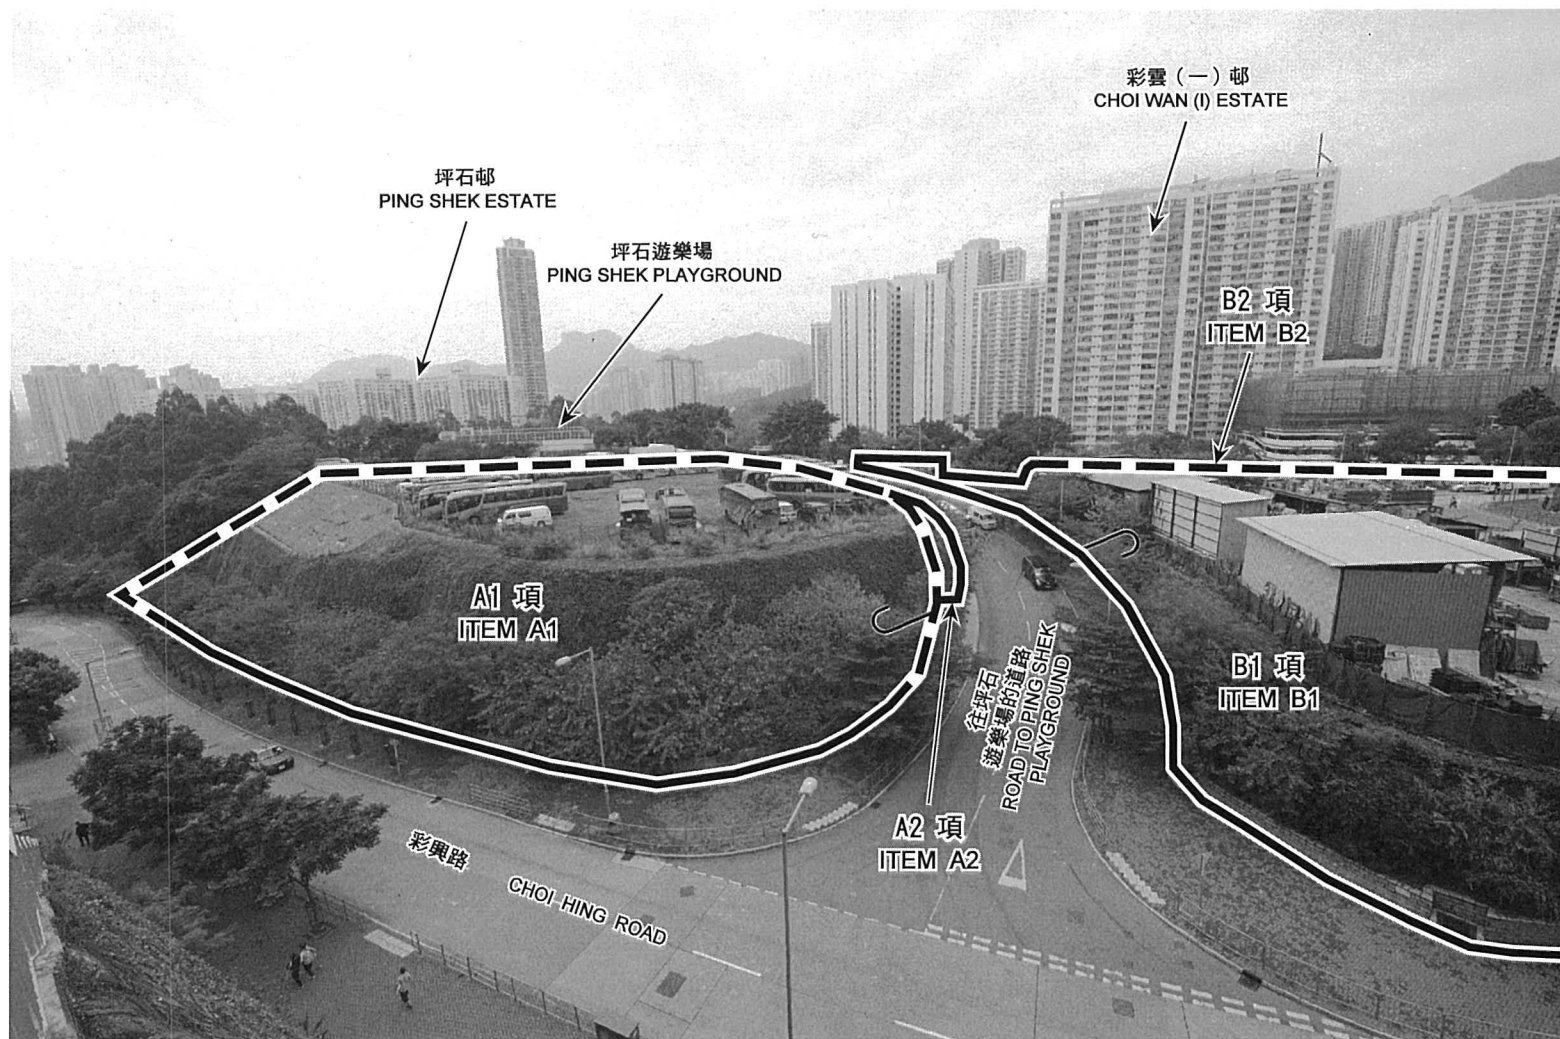 彩雲（一）邨
CHOI WAN (I) ESTATE
坪石邨
PING SHEK ESTATE
坪石遊樂場
PING SHEK PLAYGROUND
B2 項
ITEM B2
A1 項
ITEM A1
B1 項
ITEM B1
往坪石
遊樂場的道路
ROAD TO PING SHEK
PLAYGROUND
A2 項
ITEM A2
彩興路
CHOI HING ROAD